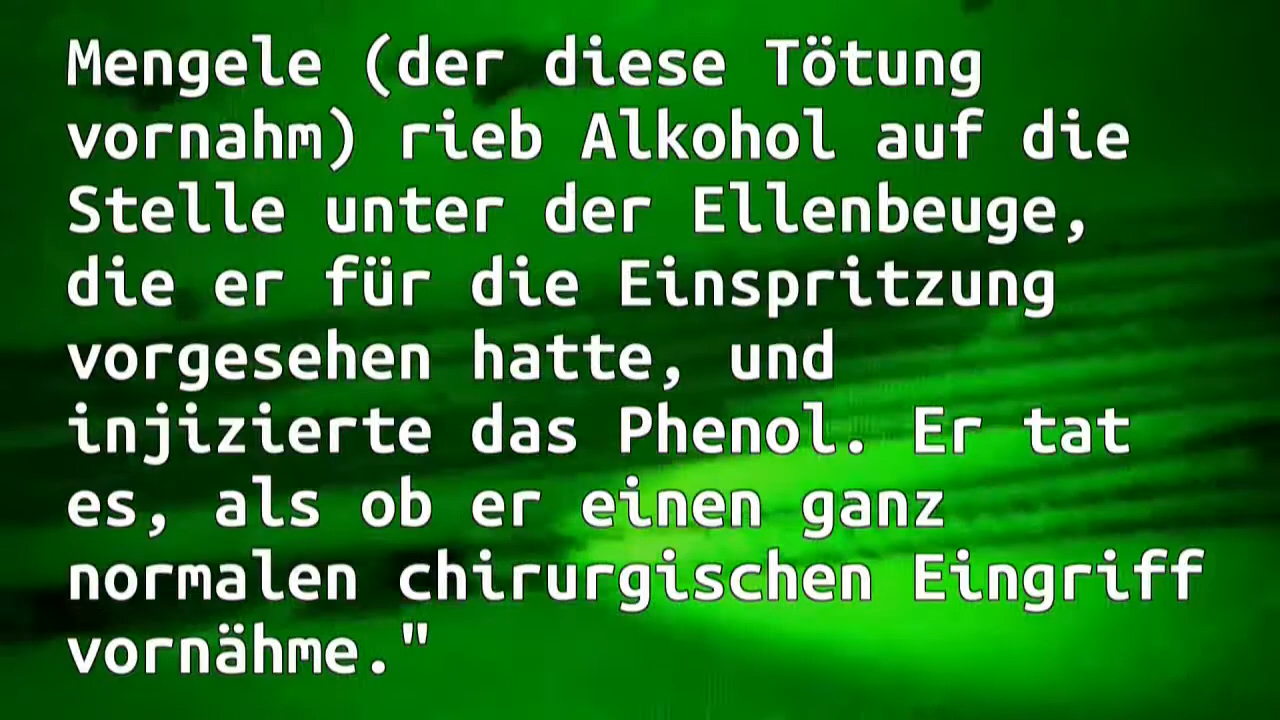 Mengele (der diese Tötung
vornahm) rieb Alkohol auf die
Stelle unter der Ellenbeuge,
die er für die Einspritzung
vorgesehen hatte, und
injizierte das Phenol. Er tat
es, als ob er einen ganz
normalen chirurgischen Eingriff
vornähme."